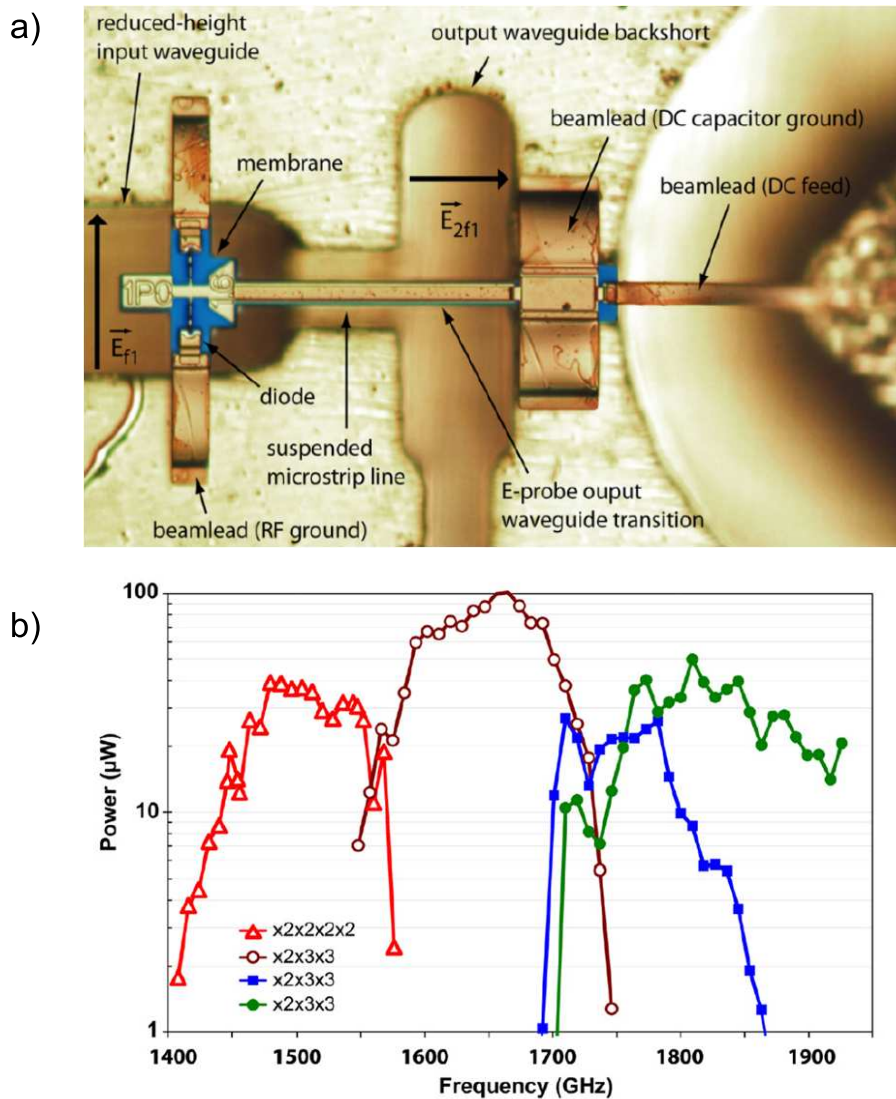 a)
reduced-height
input waveguide
output waveguide backshort
beamlead (DC capacitor ground)
membrane
beamlead (DC feed)
E2f1
1P0
Ef1
diode
suspended
microstrip line
E-probe ouput
waveguide transition
beamlead (RF ground)
b)
100
10
1
Power (µW)
x2x2x2x2
x2x3x3
x2x3x3
x2x3x3
1400
1500
1600
1700
1800
1900
Frequency (GHz)